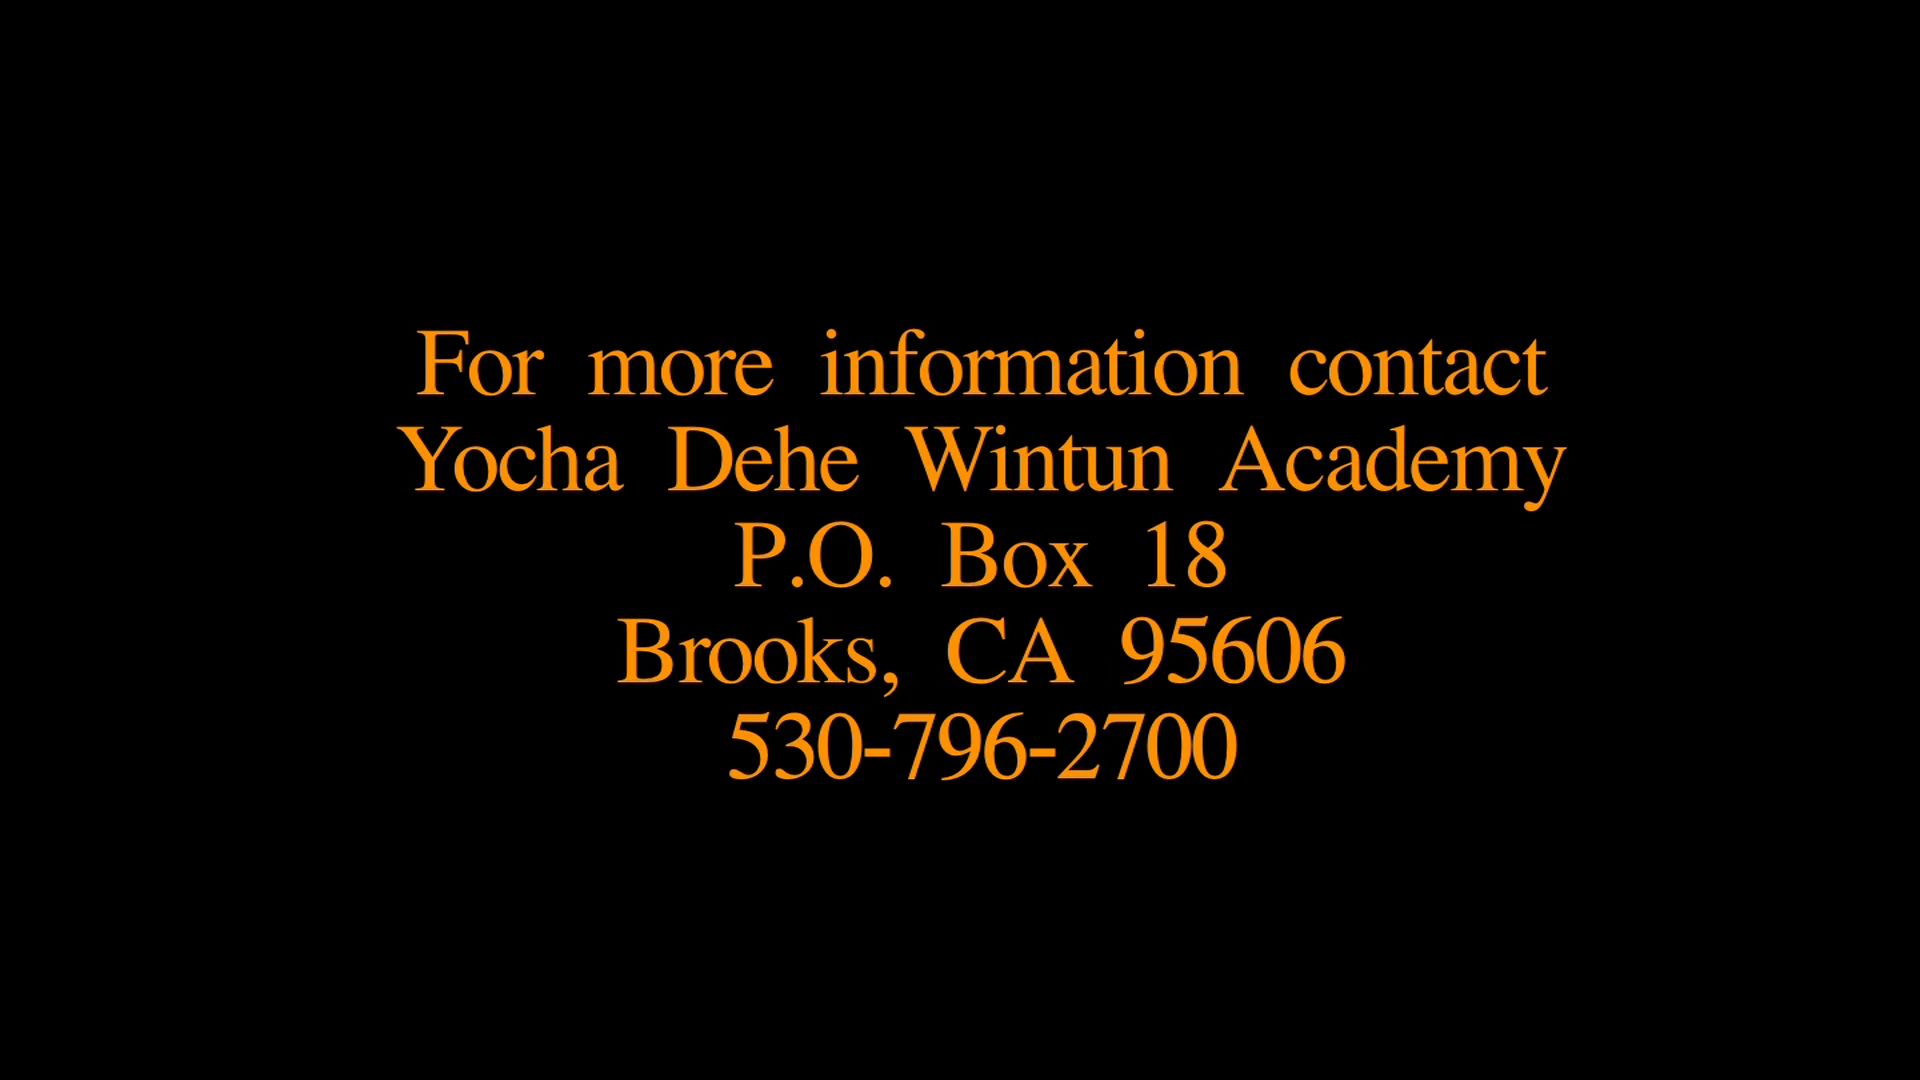 For more information contact
Yocha Dehe Wintun Academy
P.O. Box 18
Brooks, CA 95606
530-796-2700